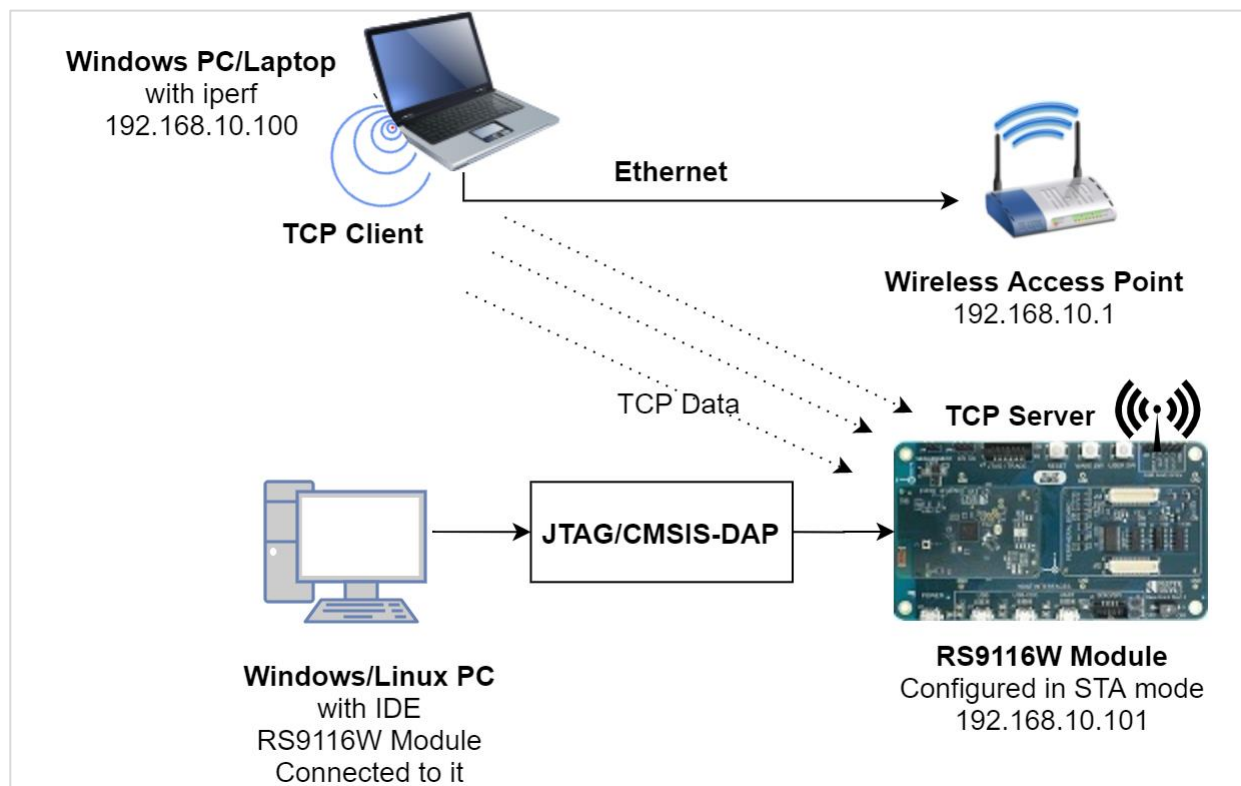 Windows PC/Laptop
with iperf
192.168.10.100
TCP Client
Ethernet
Wireless Access Point
192.168.10.1
TCP Data
TCP Server
JTAG/CMSIS-DAP
RESET
POWER
Windows/Linux PC
with IDE
RS9116W Module
Connected to it
RS9116W Module
Configured in STA mode
192.168.10.101